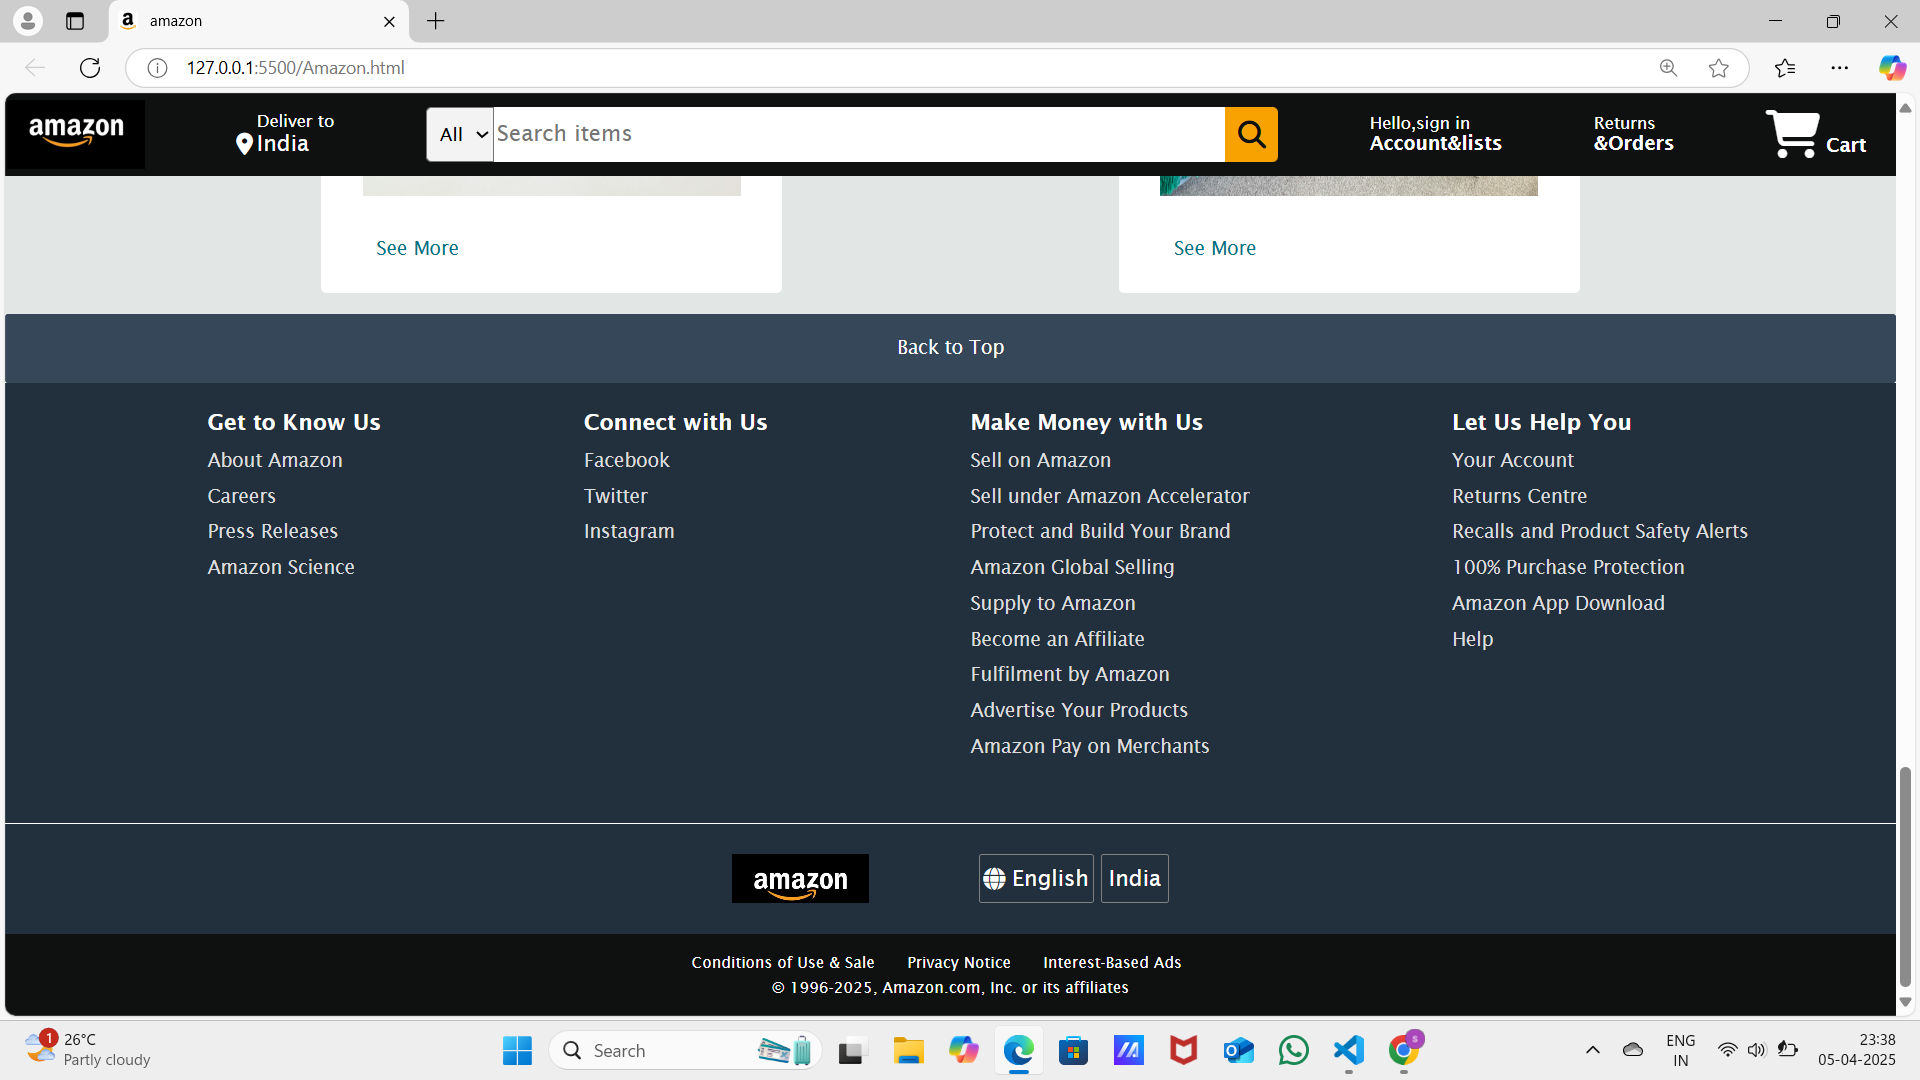 amazon
127.0.0.1:5500/Amazon.html
amazon
Deliver to
India
All
Search items
Hello,sign in
Account&lists
Returns
&Orders
Cart
See More
See More
Back to Top
Get to Know Us
About Amazon
Careers
Press Releases
Amazon Science
Connect with Us
Facebook
Twitter
Instagram
Make Money with Us
Sell on Amazon
Sell under Amazon Accelerator
Protect and Build Your Brand
Amazon Global Selling
Supply to Amazon
Become an Affiliate
Fulfilment by Amazon
Advertise Your Products
Amazon Pay on Merchants
Let Us Help You
Your Account
Returns Centre
Recalls and Product Safety Alerts
100% Purchase Protection
Amazon App Download
Help
amazon
English
India
Conditions of Use & Sale Privacy Notice Interest-Based Ads
© 1996-2025, Amazon.com, Inc. or its affiliates
1
26°C
Partly cloudy
Search
S
ENG
IN
23:38
05-04-2025